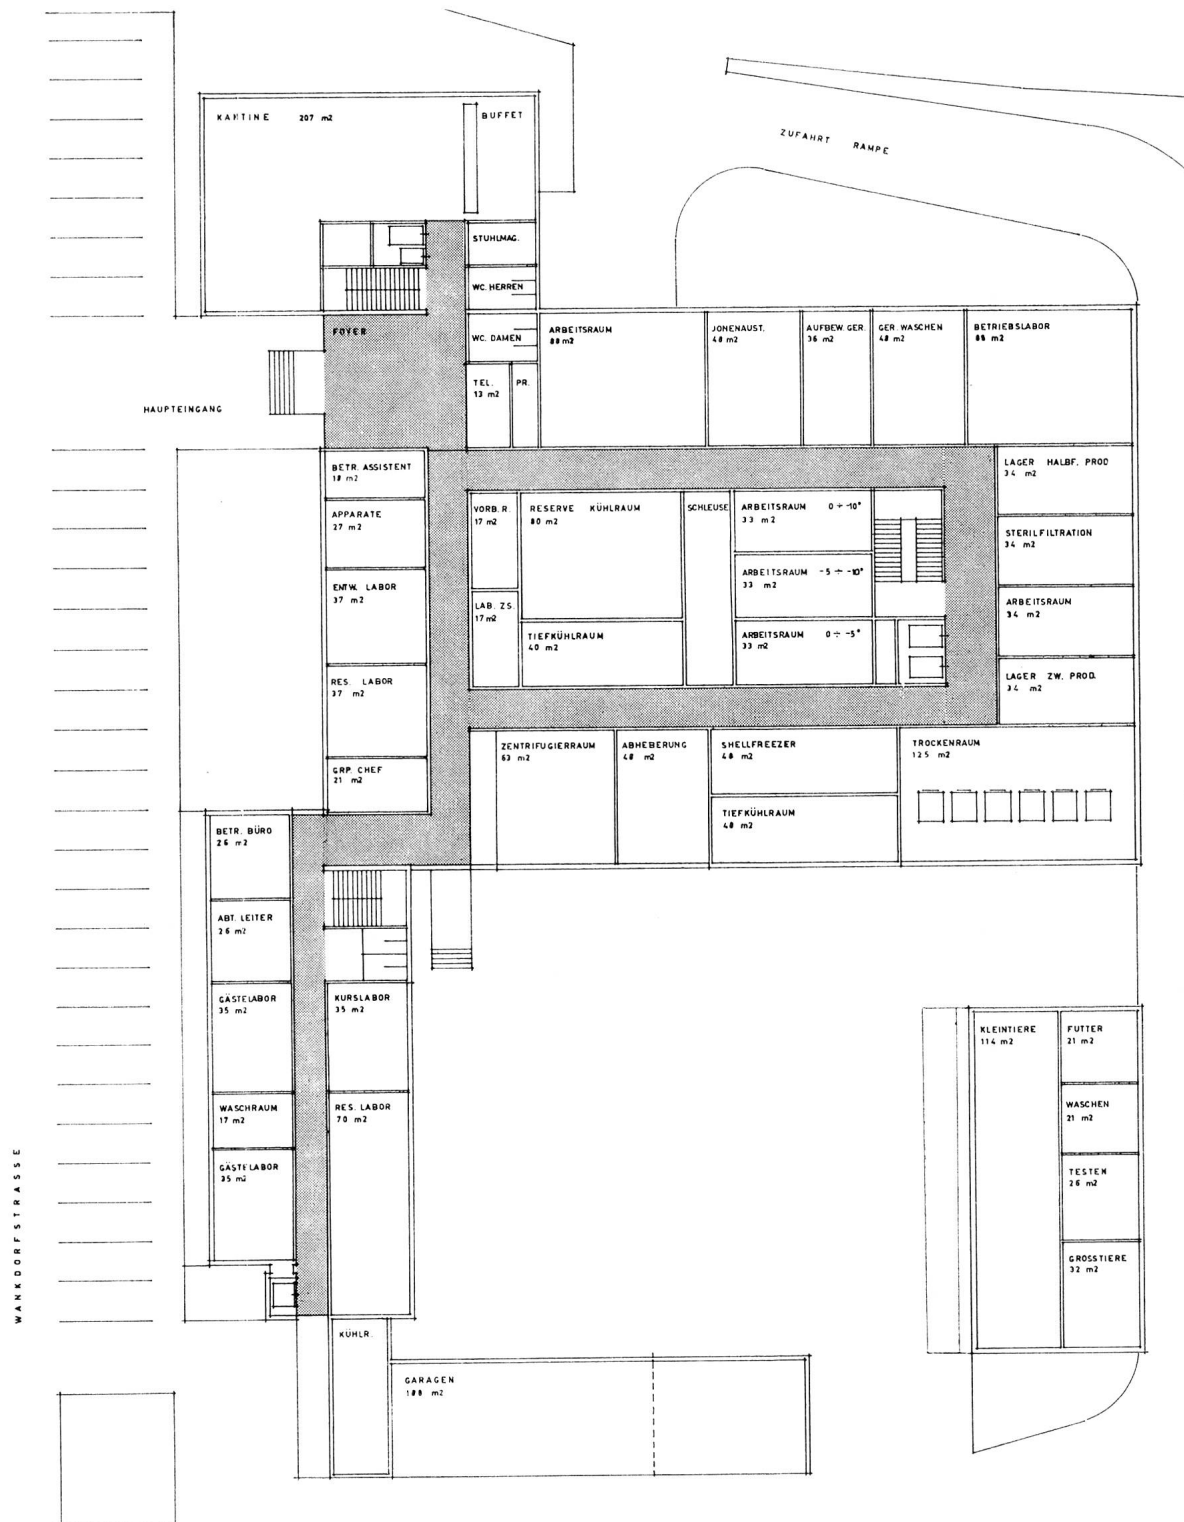 KANTINE 207 m2
BUFFET
ZUFAHRT RAMPE
STUHLMAG.
WC. HERREN
FOYER
WC. DAMEN
ARBEITSRAUM
88 m2
JONENAUST.
48 m2
AUFBEW. GER.
36 m2
GER. WASCHEN
48 m2
BETRIEBSLABOR
88 m2
TEL.
13 m2
PR.
HAUPTEINGANG
BETR. ASSISTENT
18 m2
LAGER HALBF. PROD
34 m2
APPARATE
27 m2
VORB. R.
17 m2
RESERVE KÜHLRAUM
80 m2
SCHLEUSE
ARBEITSRAUM 0 ÷ -10°
33 m2
STERILFILTRATION
34 m2
ENTW. LABOR
37 m2
ARBEITSRAUM -5 ÷ -10°
33 m2
LAB. ZS.
17 m2
ARBEITSRAUM
34 m2
TIEFKÜHLRAUM
40 m2
ARBEITSRAUM 0 ÷ -5°
33 m2
RES. LABOR
37 m2
LAGER ZW. PROD.
34 m2
GRP. CHEF
21 m2
ZENTRIFUGIERRAUM
63 m2
ABHEBERUNG
48 m2
SHELLFREEZER
48 m2
TROCKENRAUM
125 m2
TIEFKÜHLRAUM
48 m2
BETR. BÜRO
26 m2
ABT. LEITER
26 m2
GÄSTELABOR
35 m2
KURSLABOR
35 m2
WASCHRAUM
17 m2
RES. LABOR
70 m2
GÄSTELABOR
35 m2
KLEINTIERE
114 m2
FUTTER
21 m2
WASCHEN
21 m2
TESTEN
26 m2
GROSSTIERE
32 m2
WANKDORFSTRASSE
KÜHLR.
GARAGEN
188 m2